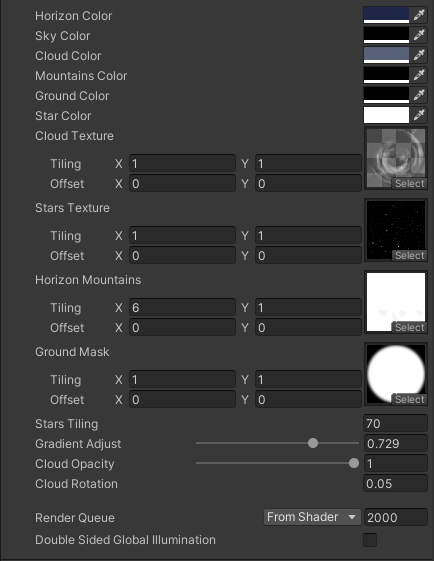 Horizon Color
Sky Color
Cloud Color
Mountains Color
Ground Color
Star Color
Cloud Texture
Tiling X 1 Y 1
Offset X 0 Y 0
Select
Stars Texture
Tiling X 1 Y 1
Offset X 0 Y 0
Select
Horizon Mountains
Tiling X 6 Y 1
Offset X 0 Y 0
Select
Ground Mask
Tiling X 1 Y 1
Offset X 0 Y 0
Select
Stars Tiling 70
Gradient Adjust 0.729
Cloud Opacity 1
Cloud Rotation 0.05
Render Queue From Shader 2000
Double Sided Global Illumination